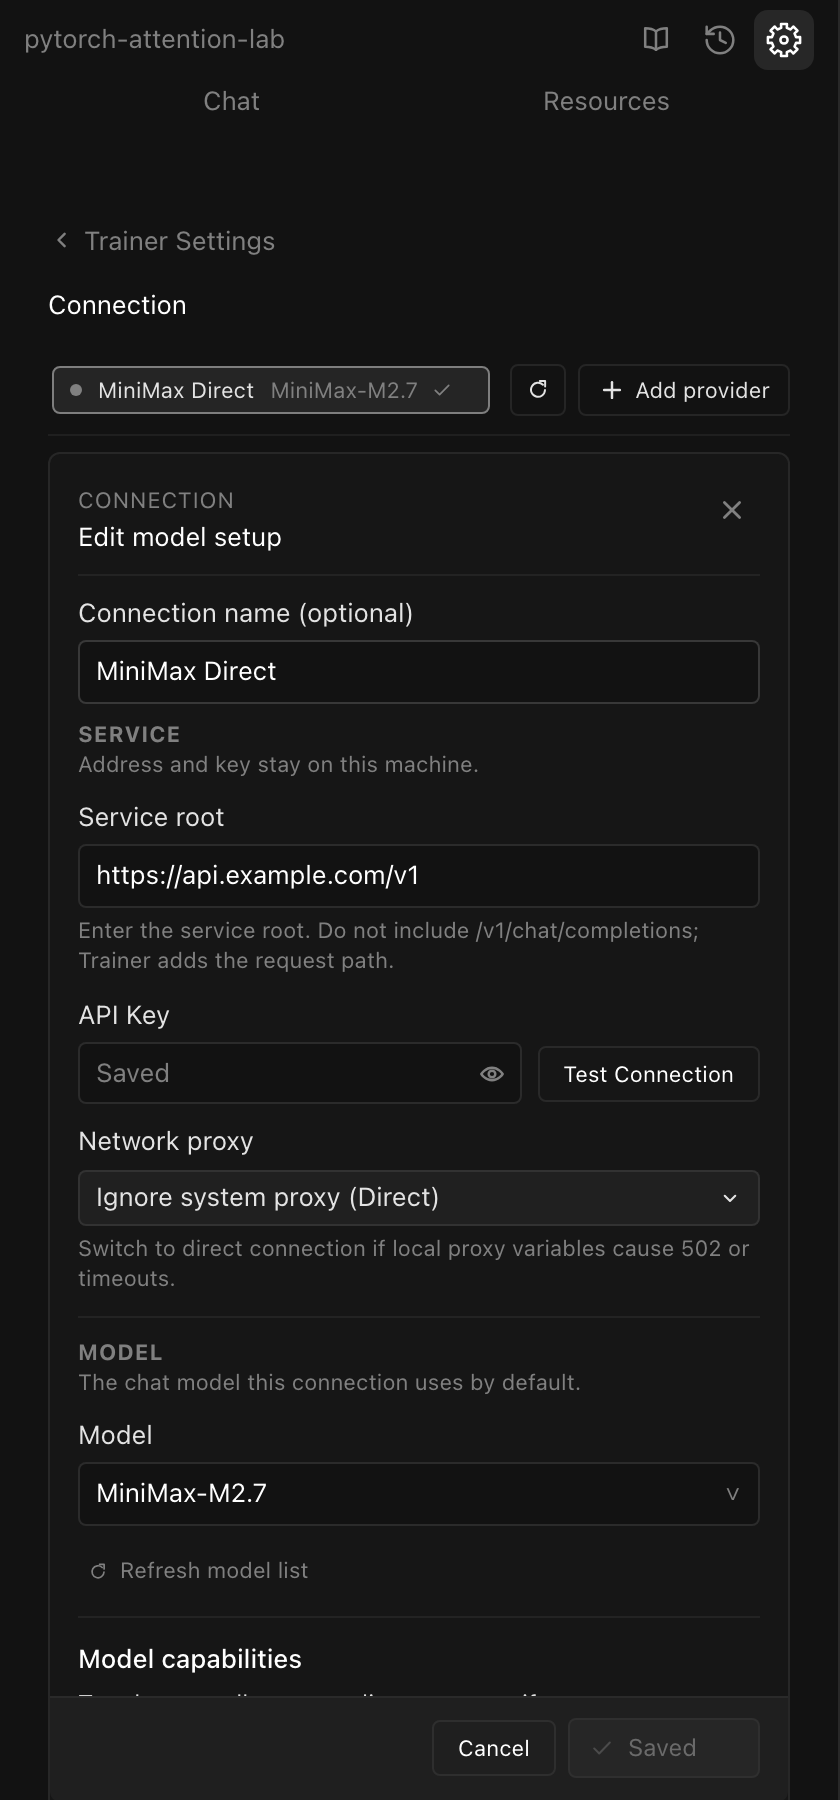 pytorch-attention-lab
Chat
Resources
Trainer Settings
Connection
MiniMax Direct MiniMax-M2.7
Add provider
CONNECTION
Edit model setup
Connection name (optional)
MiniMax Direct
SERVICE
Address and key stay on this machine.
Service root
https://api.example.com/v1
Enter the service root. Do not include /v1/chat/completions;
Trainer adds the request path.
API Key
Saved
Test Connection
Network proxy
Ignore system proxy (Direct)
Switch to direct connection if local proxy variables cause 502 or
timeouts.
MODEL
The chat model this connection uses by default.
Model
MiniMax-M2.7
Refresh model list
Model capabilities
Cancel
Saved